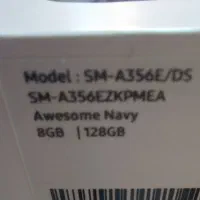 Model : SM-A356E/DS
SM-A356EZKPMEA
Awesome Navy
8GB | 128GB